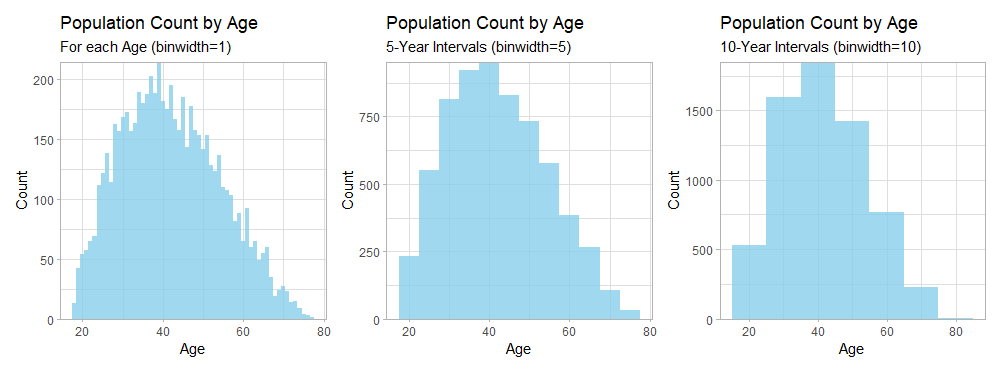 Population Count by Age
For each Age (binwidth=1)
Count
200
150
100
50
0
20 40 60 80
Age
Population Count by Age
5-Year Intervals (binwidth=5)
Count
750
500
250
0
20 40 60 80
Age
Population Count by Age
10-Year Intervals (binwidth=10)
Count
1500
1000
500
0
20 40 60 80
Age